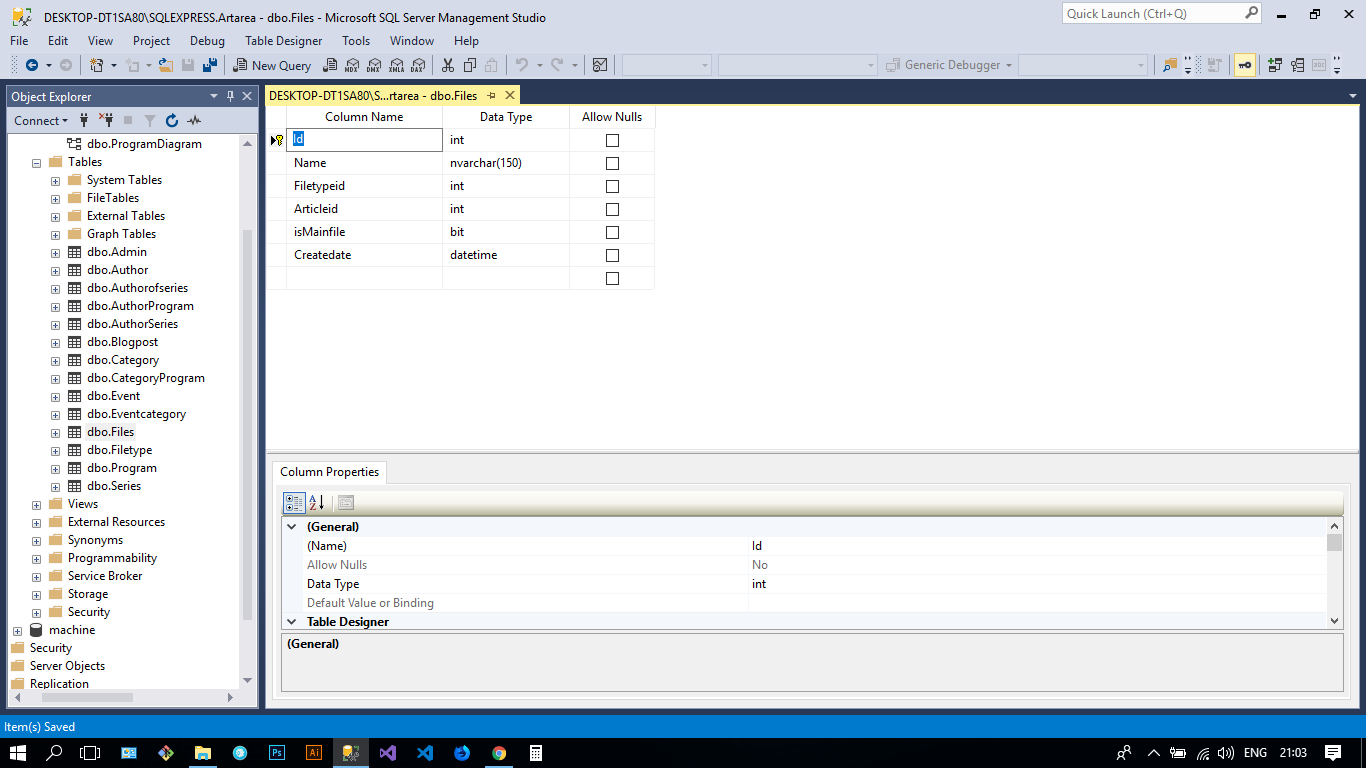 DESKTOP-DT1SA80\SQLEXPRESS.Artarea - dbo.Files - Microsoft SQL Server Management Studio
Quick Launch (Ctrl+Q)
File Edit View Project Debug Table Designer Tools Window Help
New Query MDX DMX XMLA DAX Generic Debugger
Object Explorer
DESKTOP-DT1SA80\S...rtarea - dbo.Files
Connect
Column Name Data Type Allow Nulls
Id int
Name nvarchar(150)
Filetypeid int
Articleid int
isMainfile bit
Createdate datetime
dbo.ProgramDiagram
Tables
System Tables
FileTables
External Tables
Graph Tables
dbo.Admin
dbo.Author
dbo.Authorofseries
dbo.AuthorProgram
dbo.AuthorSeries
dbo.Blogpost
dbo.Category
dbo.CategoryProgram
dbo.Event
dbo.Eventcategory
dbo.Files
dbo.Filetype
dbo.Program
dbo.Series
Views
External Resources
Synonyms
Programmability
Service Broker
Storage
Security
machine
Security
Server Objects
Replication
Column Properties
A Z
(General)
(Name) Id
Allow Nulls No
Data Type int
Default Value or Binding
Table Designer
(General)
Item(s) Saved
Ps Ai ENG 21:03